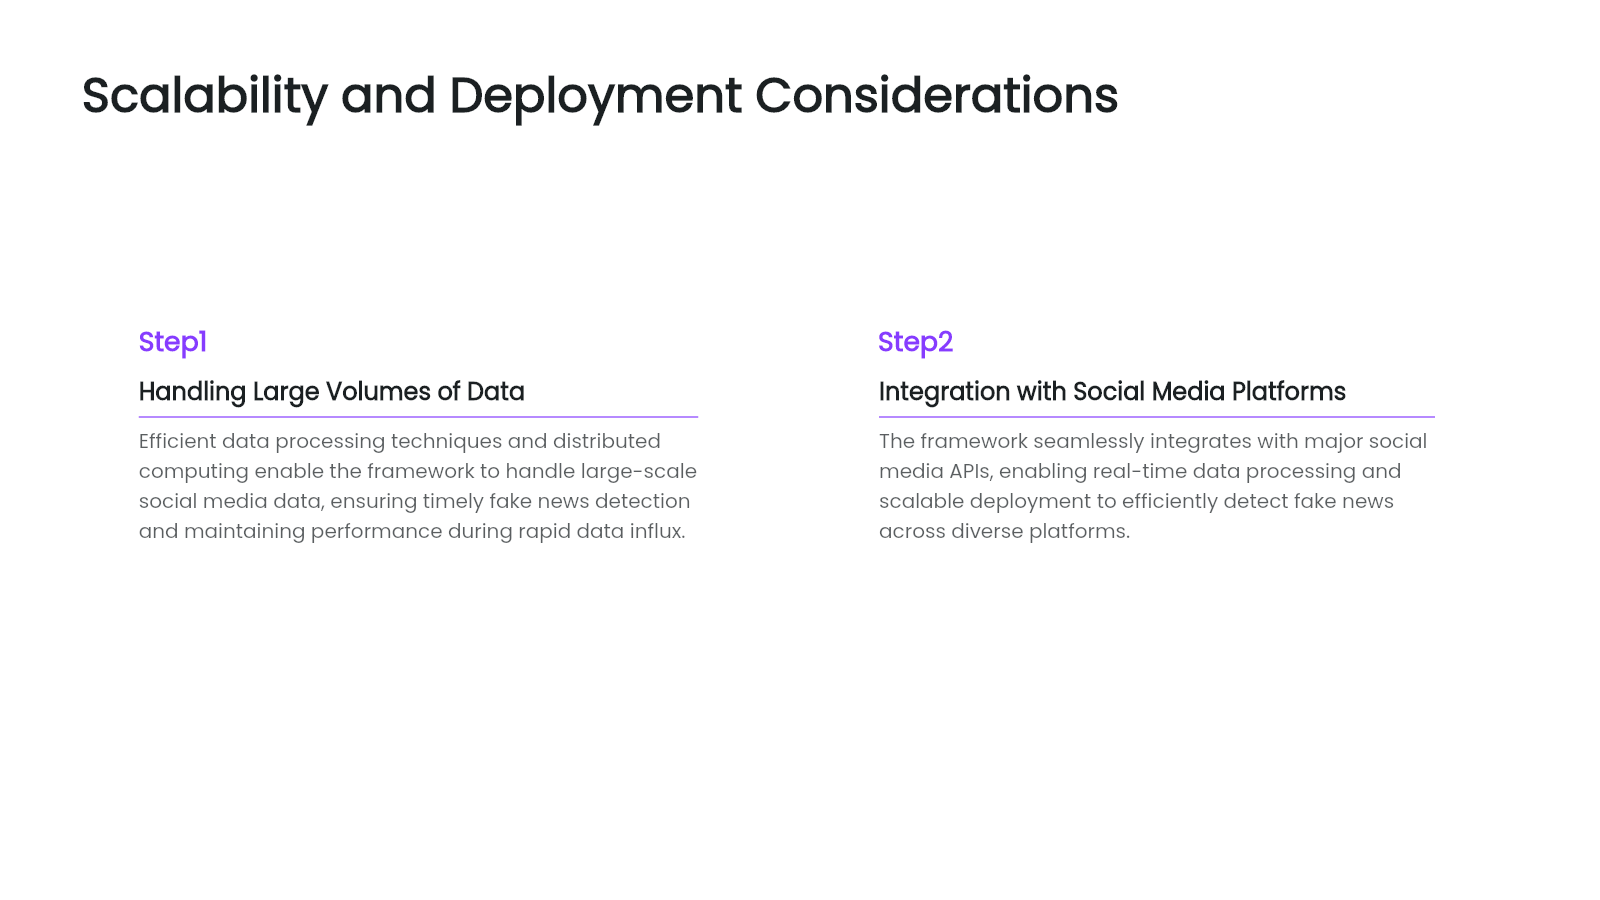 Scalability and Deployment Considerations
Step1
Handling Large Volumes of Data
Efficient data processing techniques and distributed
computing enable the framework to handle large-scale
social media data, ensuring timely fake news detection
and maintaining performance during rapid data influx.
Step2
Integration with Social Media Platforms
The framework seamlessly integrates with major social
media APIs, enabling real-time data processing and
scalable deployment to efficiently detect fake news
across diverse platforms.